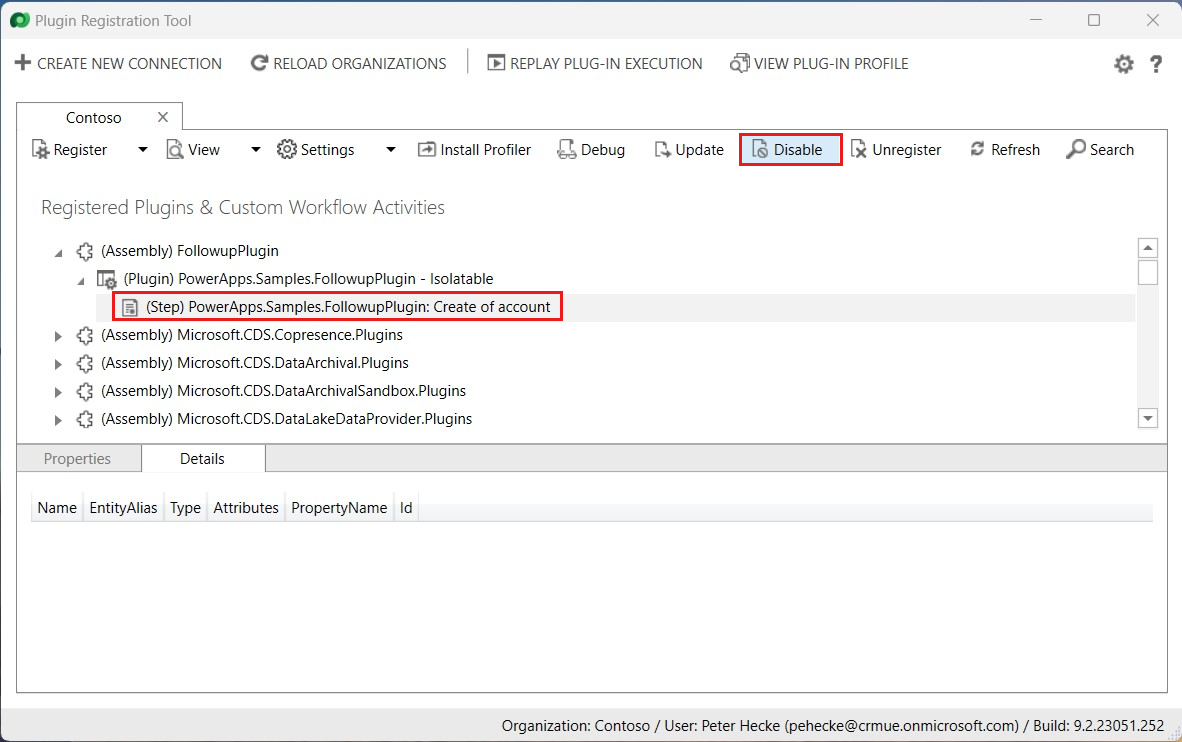 Plugin Registration Tool
CREATE NEW CONNECTION RELOAD ORGANIZATIONS REPLAY PLUG-IN EXECUTION VIEW PLUG-IN PROFILE ?
Contoso
Register View Settings Install Profiler Debug Update Disable Unregister Refresh Search
Registered Plugins & Custom Workflow Activities
(Assembly) FollowupPlugin
(Plugin) PowerApps.Samples.FollowupPlugin - Isolatable
(Step) PowerApps.Samples.FollowupPlugin: Create of account
(Assembly) Microsoft.CDS.Copresence.Plugins
(Assembly) Microsoft.CDS.DataArchival.Plugins
(Assembly) Microsoft.CDS.DataArchivalSandbox.Plugins
(Assembly) Microsoft.CDS.DataLakeDataProvider.Plugins
Properties Details
Name EntityAlias Type Attributes PropertyName Id
Organization: Contoso / User: Peter Hecke (pehecke@crmue.onmicrosoft.com) / Build: 9.2.23051.252